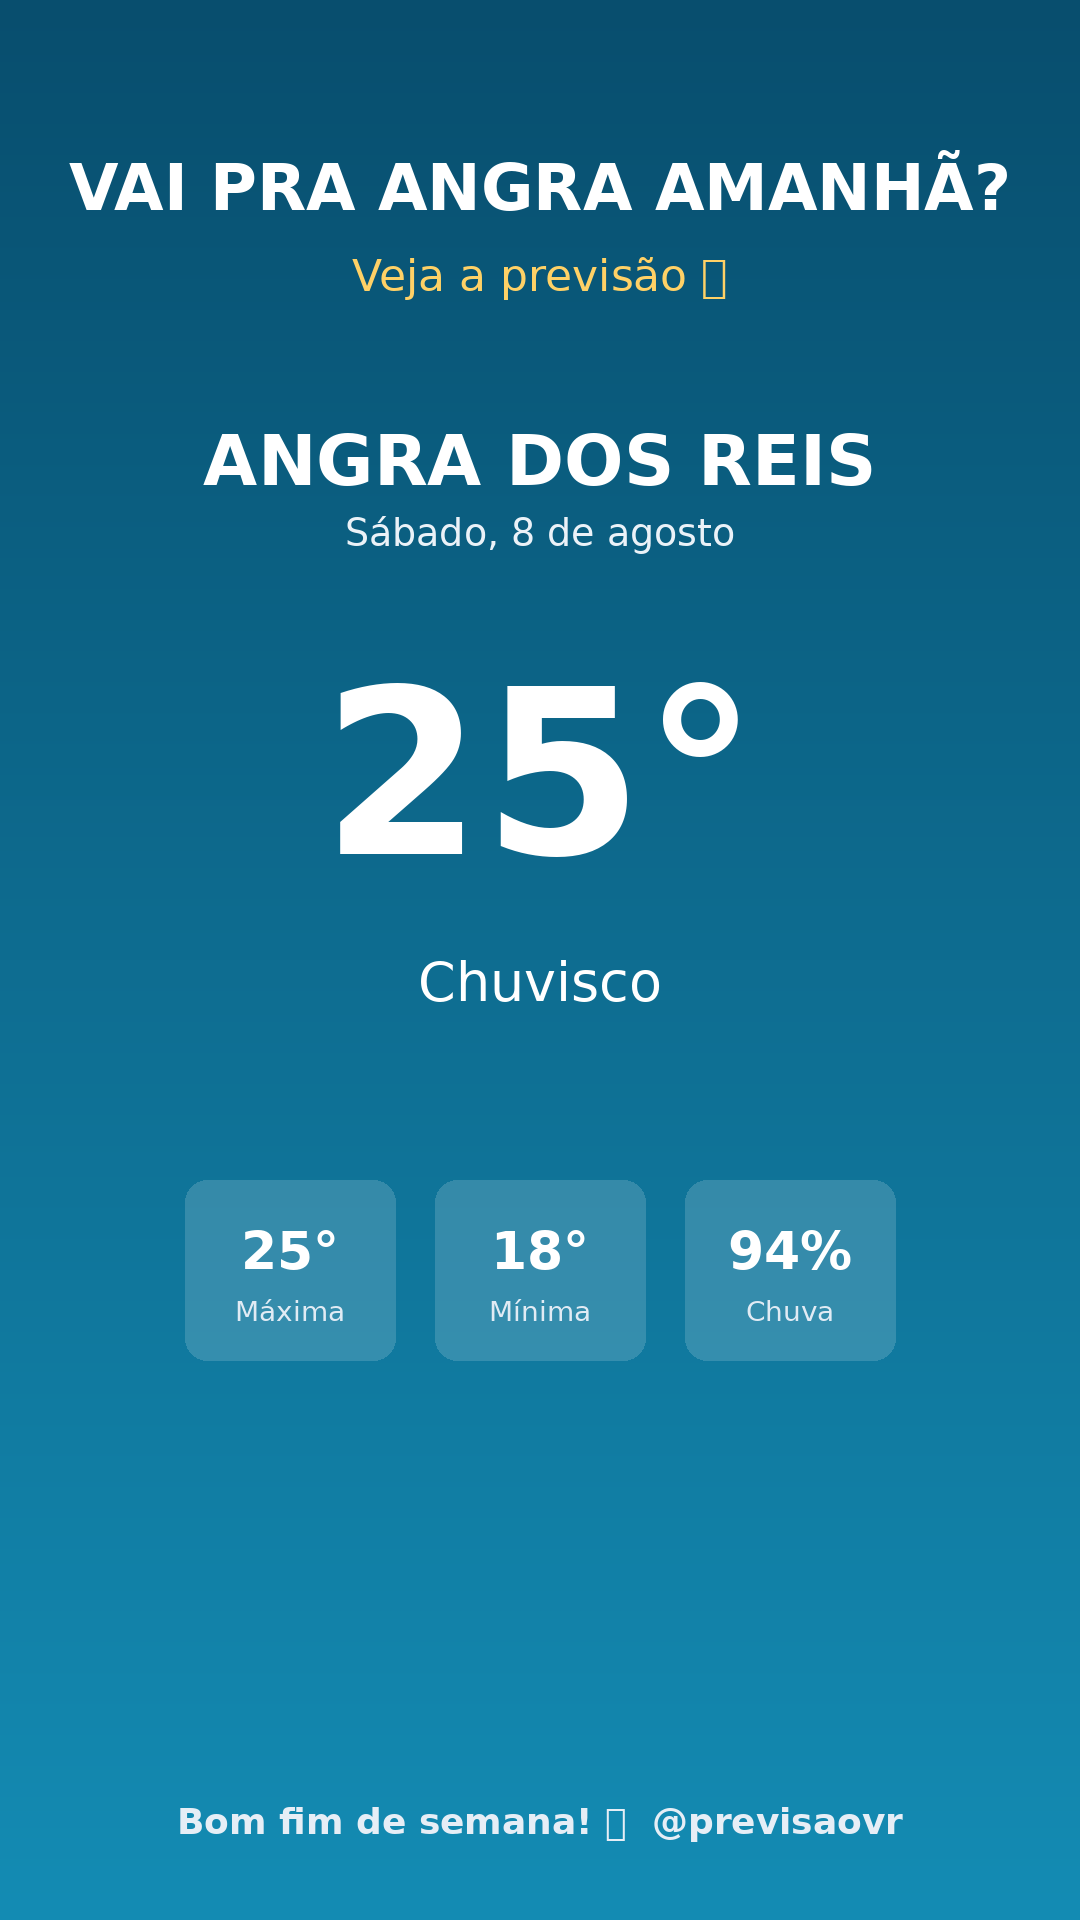 VAI PRA ANGRA AMANHÃ?
Veja a previsão
ANGRA DOS REIS
Sábado, 8 de agosto
25°
Chuvisco
25° 18° 94%
Máxima Mínima Chuva
Bom fim de semana! @previsaovr